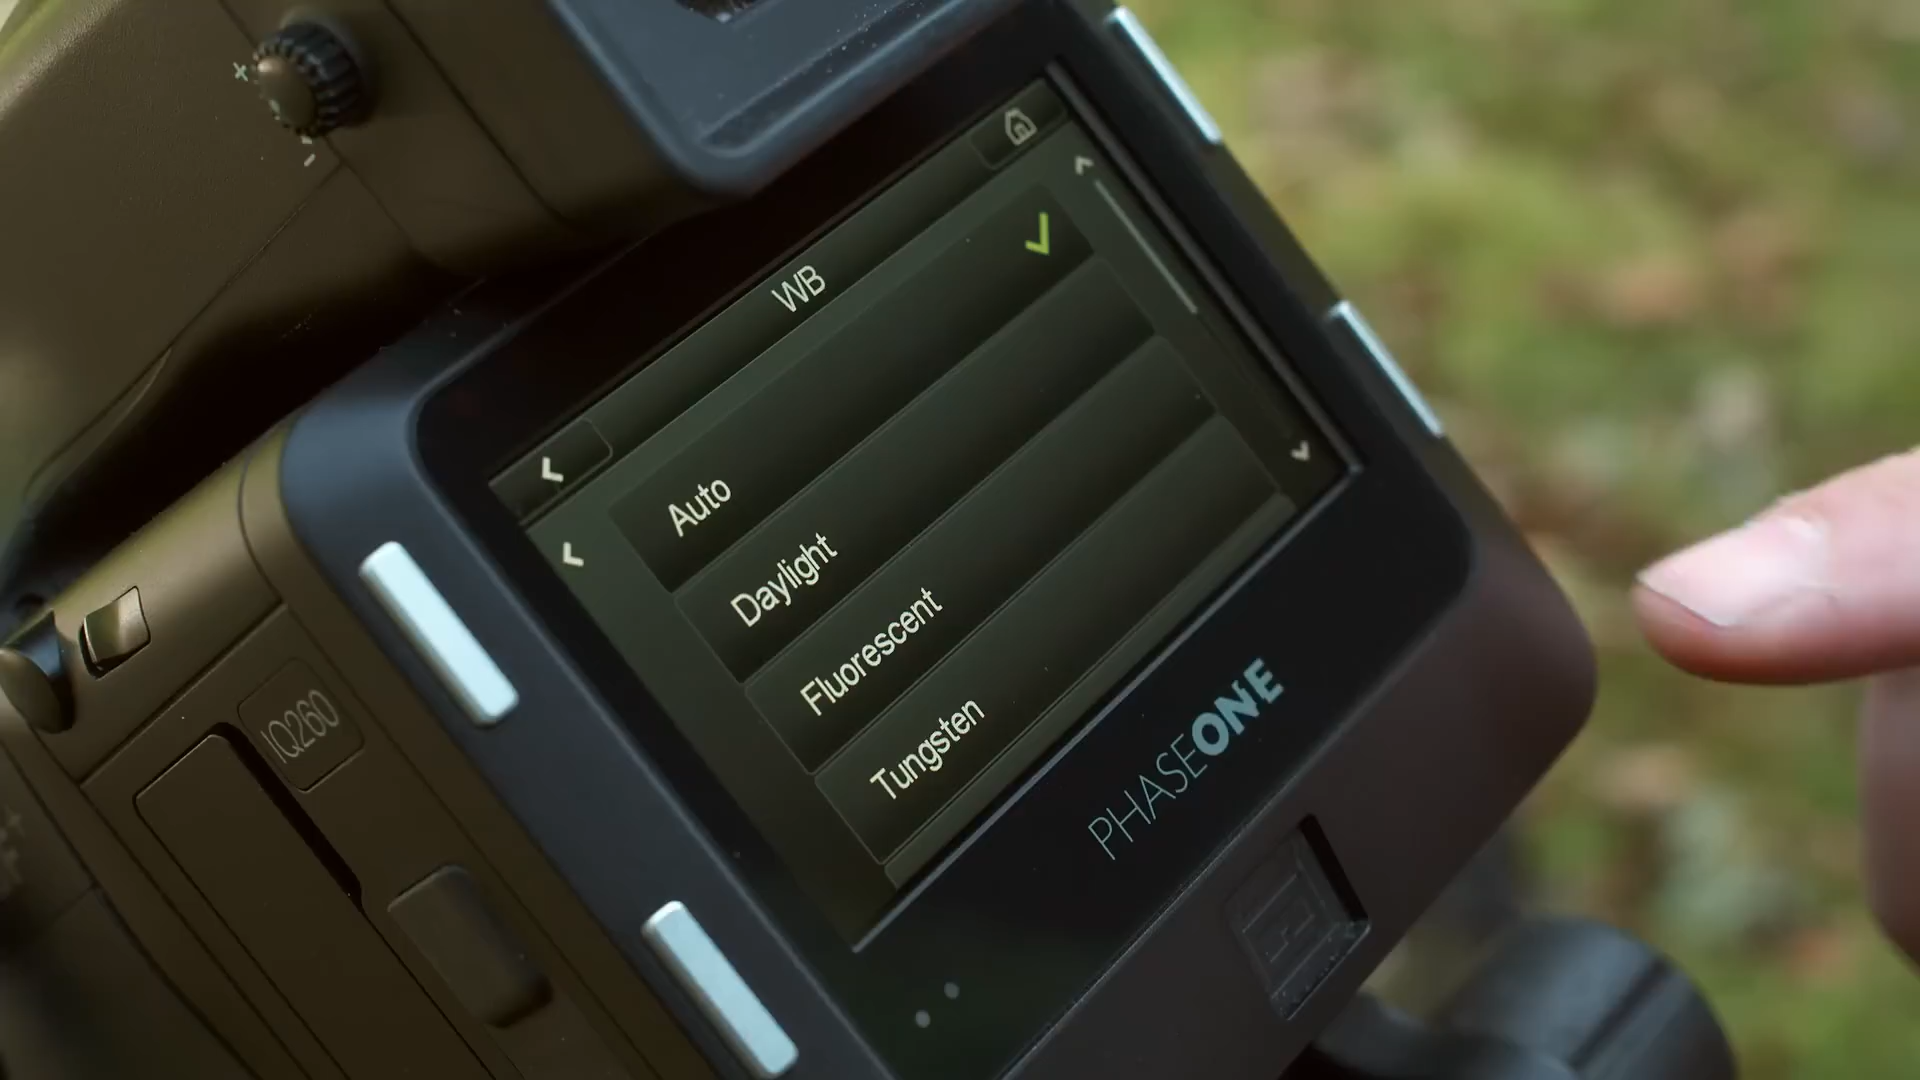 WB
Auto
Daylight
Fluorescent
Tungsten
PHASEONE
IQ260